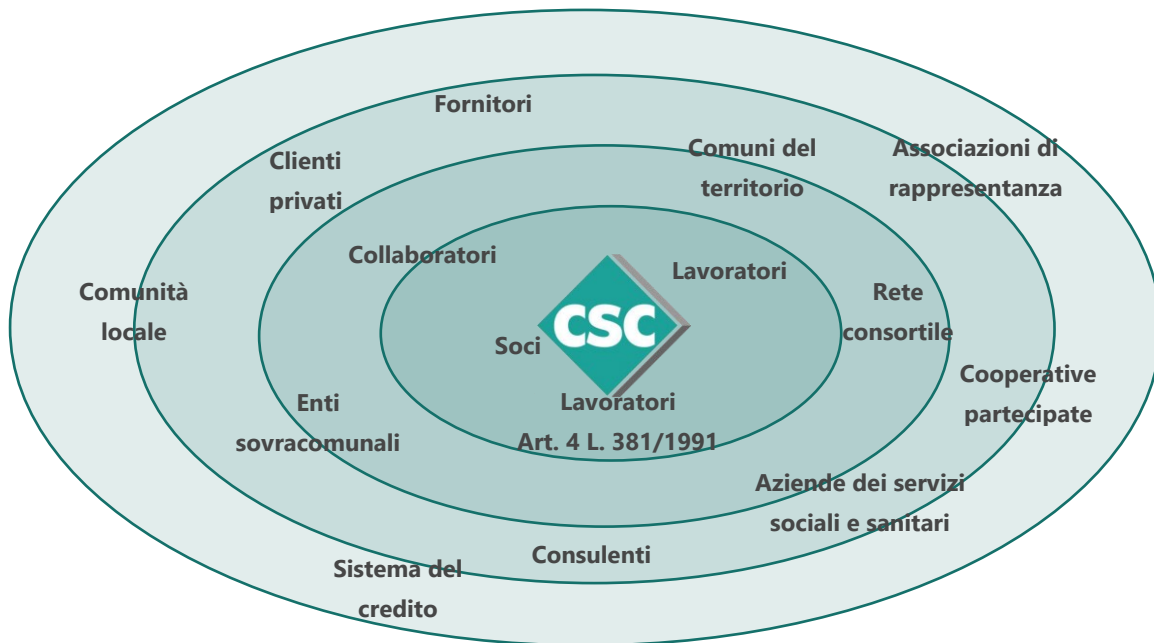 Fornitori
Clienti
privati
Comuni del
territorio
Associazioni di
rappresentanza
Collaboratori
Lavoratori
Comunità
locale
CSC
Rete
consortile
Soci
Cooperative
partecipate
Enti
sovracomunali
Lavoratori
Art. 4 L. 381/1991
Aziende dei servizi
sociali e sanitari
Consulenti
Sistema del
credito